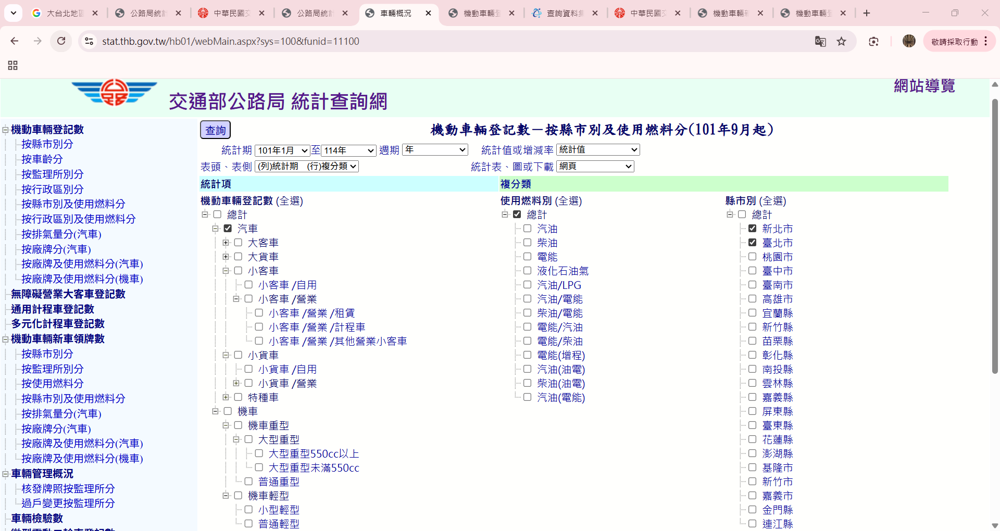 大台北地區
公路局統計
中華民國交
公路局統計
車輛概況
機動車輛登
查詢資料集
中華民國交
機動車輛新
機動車輛登
stat.thb.gov.tw/hb01/webMain.aspx?sys=100&funid=11100
敬請採取行動
交通部公路局 統計查詢網
網站導覽
機動車輛登記數
按縣市別分
按車齡分
按監理所別分
按行政區別分
按縣市別及使用燃料分
按行政區別及使用燃料分
按排氣量分(汽車)
按廠牌分(汽車)
按廠牌及使用燃料分(汽車)
按廠牌及使用燃料分(機車)
無障礙營業大客車登記數
通用計程車登記數
多元化計程車登記數
機動車輛新車領牌數
按縣市別分
按監理所別分
按使用燃料分
按縣市別及使用燃料分
按排氣量分(汽車)
按廠牌分(汽車)
按廠牌及使用燃料分(汽車)
按廠牌及使用燃料分(機車)
車輛管理概況
核發牌照按監理所分
過戶變更按監理所分
車輛檢驗數
查詢
機動車輛登記數－按縣市別及使用燃料分(101年9月起)
統計期 101年1月 至 114年 週期 年 統計值或增減率 統計值
表頭、表側 (列)統計期 (行)複分類 統計表、圖或下載 網頁
統計項
機動車輛登記數 (全選)
總計
汽車
大客車
大貨車
小客車
小客車 /自用
小客車 /營業
小客車 /營業 /租賃
小客車 /營業 /計程車
小客車 /營業 /其他營業小客車
小貨車
小貨車 /自用
小貨車 /營業
特種車
機車
機車重型
大型重型
大型重型550cc以上
大型重型未滿550cc
普通重型
機車輕型
小型輕型
普通輕型
複分類
使用燃料別 (全選)
總計
汽油
柴油
電能
液化石油氣
汽油/LPG
汽油/電能
柴油/電能
電能/汽油
電能/柴油
電能(增程)
汽油(油電)
柴油(油電)
汽油(電能)
縣市別 (全選)
總計
新北市
臺北市
桃園市
臺中市
臺南市
高雄市
宜蘭縣
新竹縣
苗栗縣
彰化縣
南投縣
雲林縣
嘉義縣
屏東縣
臺東縣
花蓮縣
澎湖縣
基隆市
新竹市
嘉義市
金門縣
連江縣